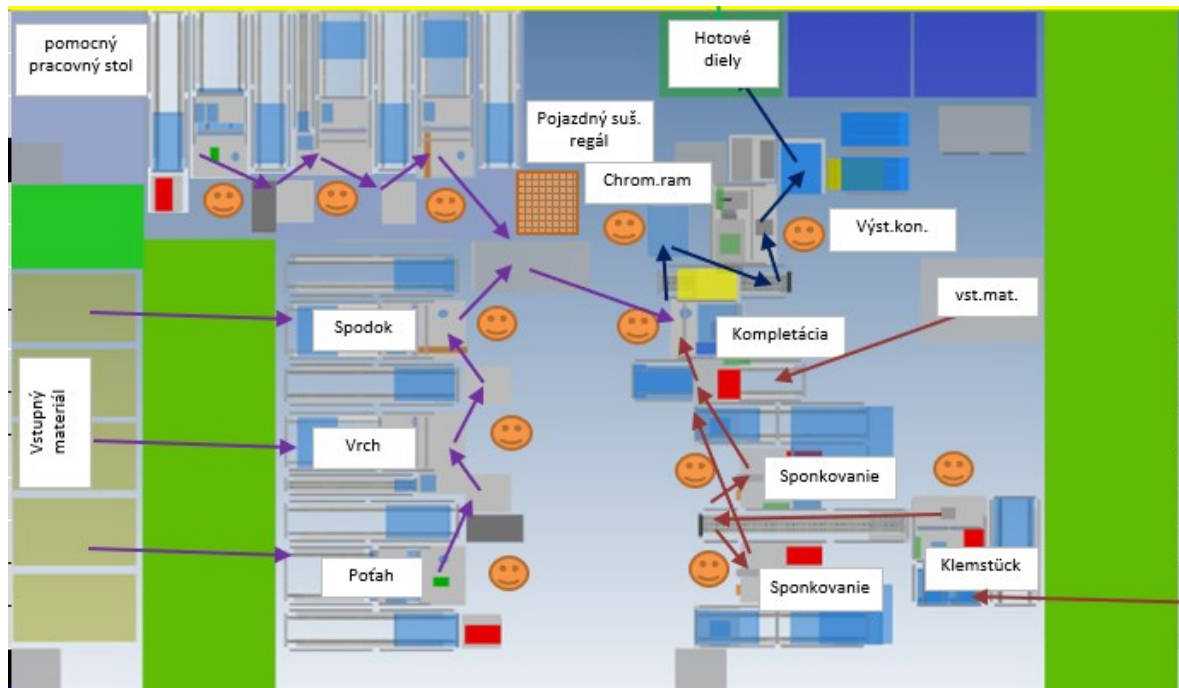 pomocný
pracovný stol
Hotové
diely
Pojazdný suš.
regál
Chrom.ram
Výst.kon.
vst.mat.
Spodok
Kompletácia
Vstupný
materiál
Vrch
Sponkovanie
Poťah
Klemstück
Sponkovanie